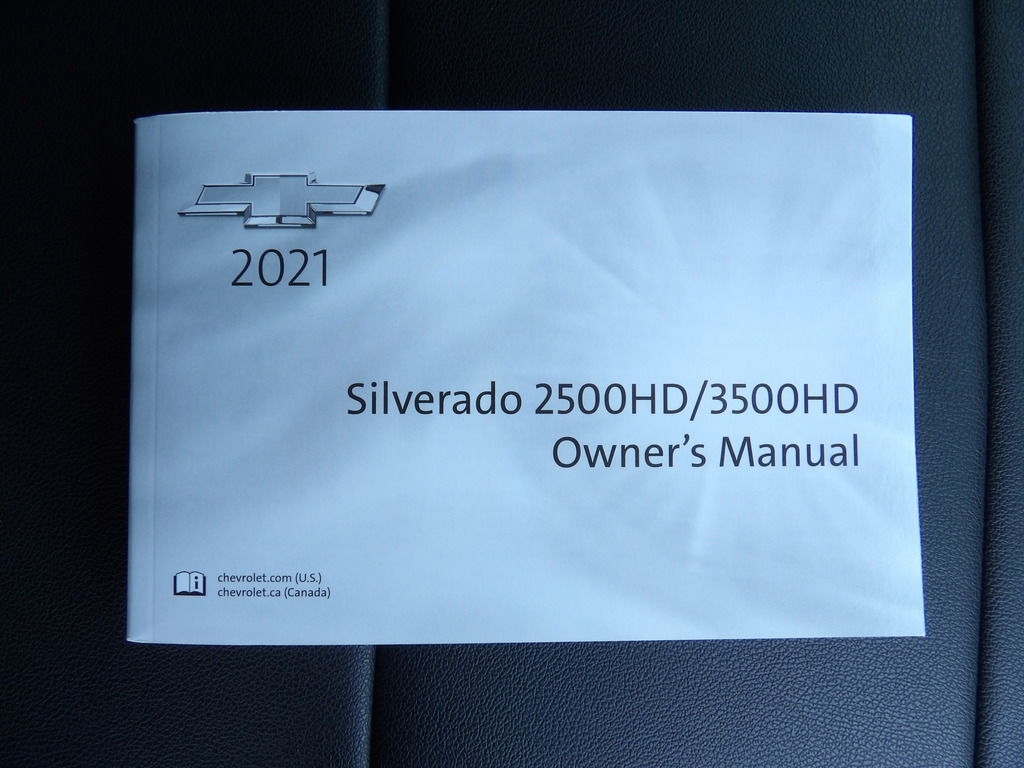 2021
Silverado 2500HD/3500HD
Owner’s Manual
chevrolet.com (U.S.)
chevrolet.ca (Canada)